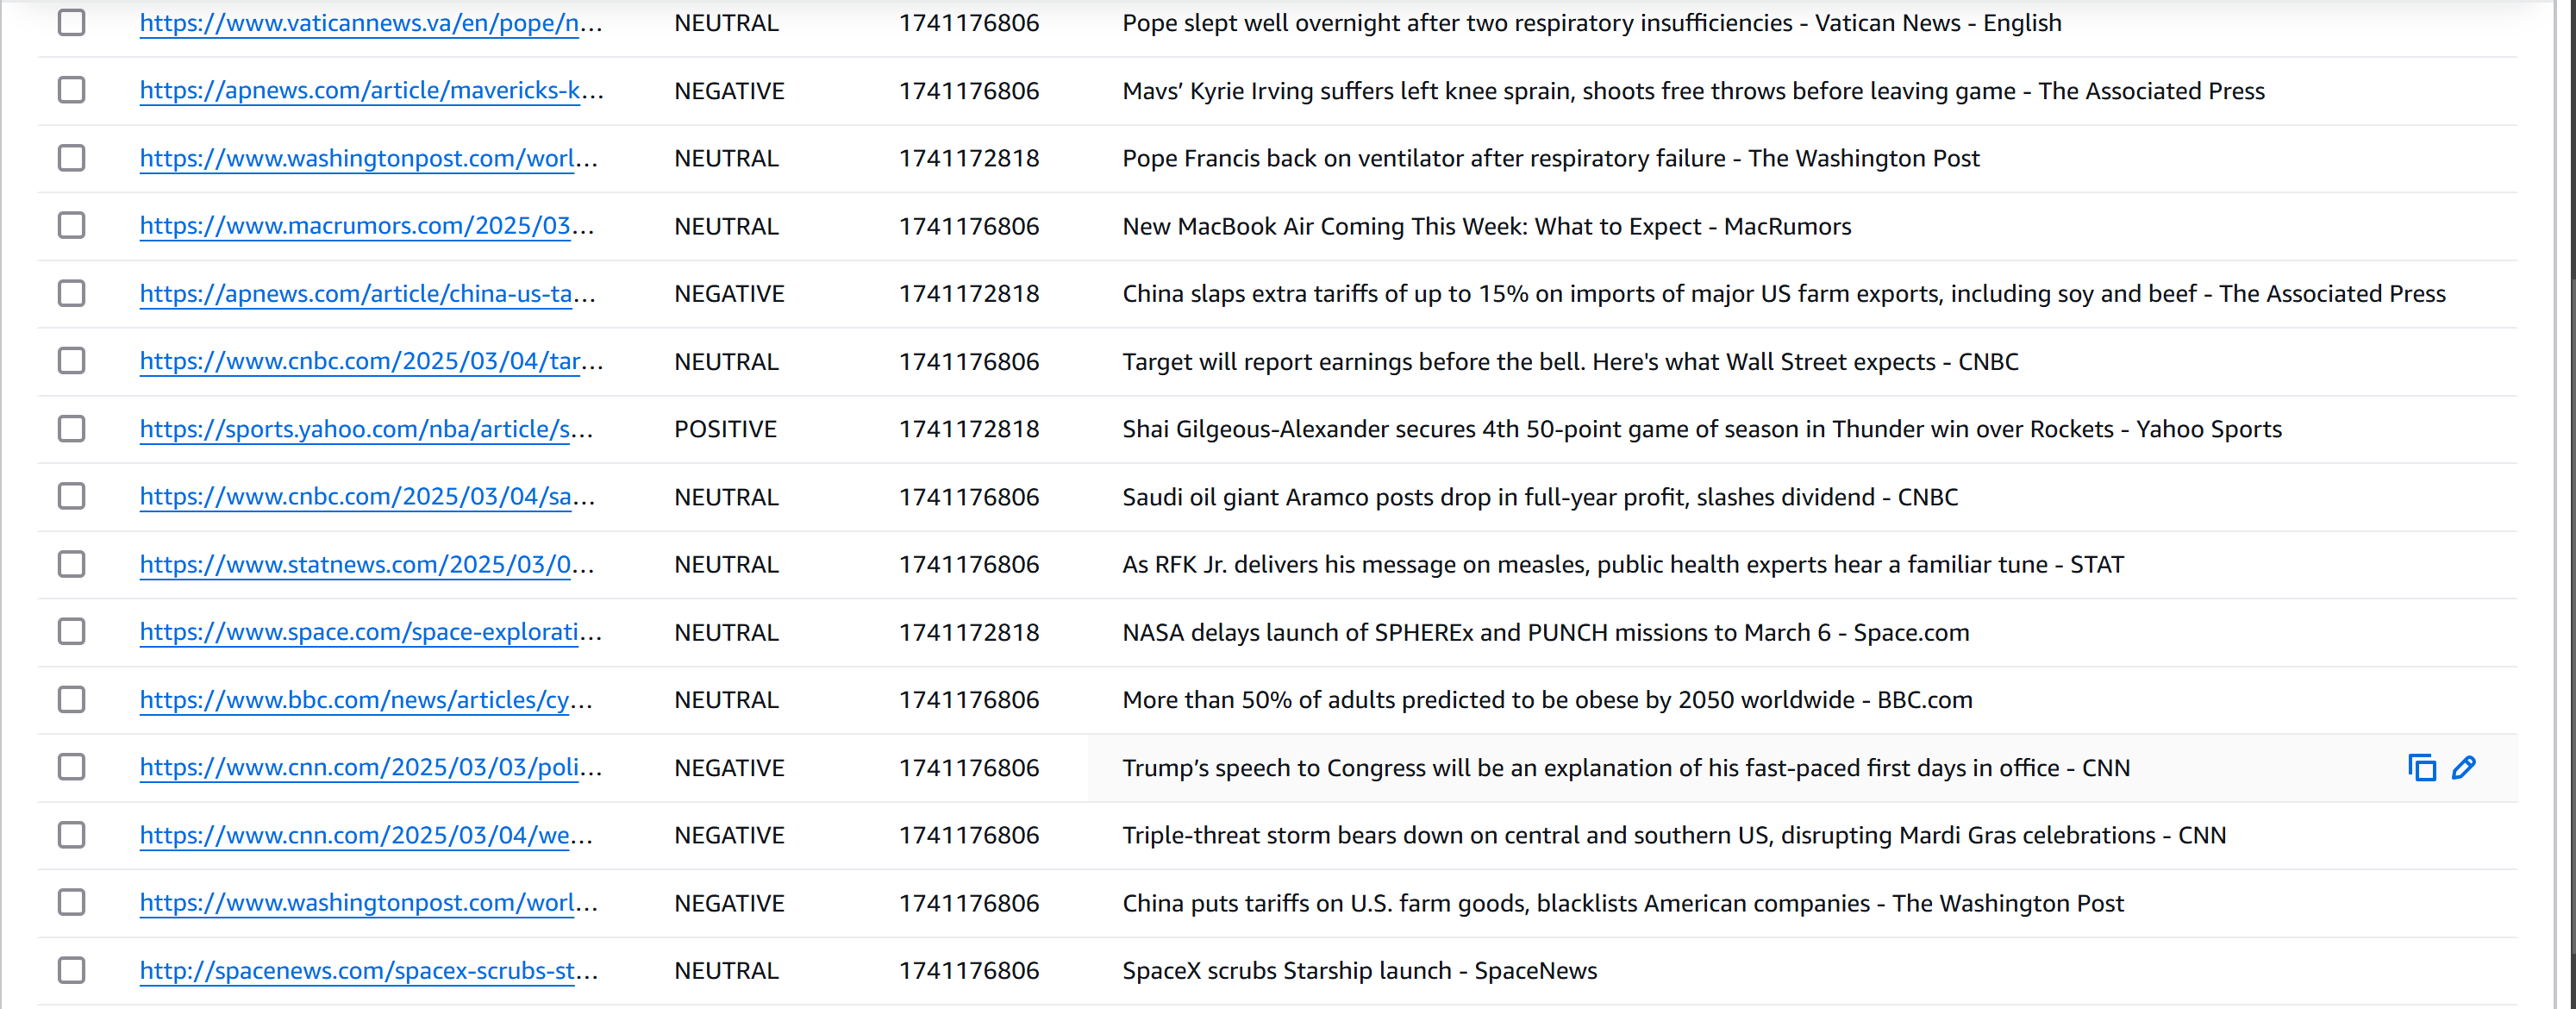 https://www.vaticannews.va/en/pope/n... NEUTRAL 1741176806 Pope slept well overnight after two respiratory insufficiencies - Vatican News - English
https://apnews.com/article/mavericks-k... NEGATIVE 1741176806 Mavs’ Kyrie Irving suffers left knee sprain, shoots free throws before leaving game - The Associated Press
https://www.washingtonpost.com/worl... NEUTRAL 1741172818 Pope Francis back on ventilator after respiratory failure - The Washington Post
https://www.macrumors.com/2025/03... NEUTRAL 1741176806 New MacBook Air Coming This Week: What to Expect - MacRumors
https://apnews.com/article/china-us-ta... NEGATIVE 1741172818 China slaps extra tariffs of up to 15% on imports of major US farm exports, including soy and beef - The Associated Press
https://www.cnbc.com/2025/03/04/tar... NEUTRAL 1741176806 Target will report earnings before the bell. Here's what Wall Street expects - CNBC
https://sports.yahoo.com/nba/article/s... POSITIVE 1741172818 Shai Gilgeous-Alexander secures 4th 50-point game of season in Thunder win over Rockets - Yahoo Sports
https://www.cnbc.com/2025/03/04/sa... NEUTRAL 1741176806 Saudi oil giant Aramco posts drop in full-year profit, slashes dividend - CNBC
https://www.statnews.com/2025/03/0... NEUTRAL 1741176806 As RFK Jr. delivers his message on measles, public health experts hear a familiar tune - STAT
https://www.space.com/space-explorati... NEUTRAL 1741172818 NASA delays launch of SPHEREx and PUNCH missions to March 6 - Space.com
https://www.bbc.com/news/articles/cy... NEUTRAL 1741176806 More than 50% of adults predicted to be obese by 2050 worldwide - BBC.com
https://www.cnn.com/2025/03/03/poli... NEGATIVE 1741176806 Trump’s speech to Congress will be an explanation of his fast-paced first days in office - CNN
https://www.cnn.com/2025/03/04/we... NEGATIVE 1741176806 Triple-threat storm bears down on central and southern US, disrupting Mardi Gras celebrations - CNN
https://www.washingtonpost.com/worl... NEGATIVE 1741176806 China puts tariffs on U.S. farm goods, blacklists American companies - The Washington Post
http://spacenews.com/spacex-scrubs-st... NEUTRAL 1741176806 SpaceX scrubs Starship launch - SpaceNews